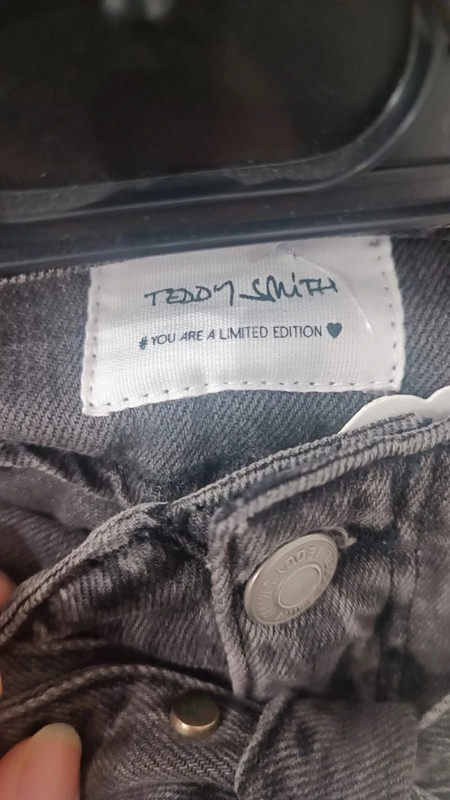 TEDDY SMITH
#YOU ARE A LIMITED EDITION ♥